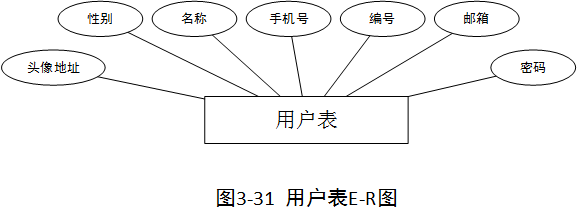 性别
名称
手机号
编号
邮箱
头像地址
密码
用户表
图3-31 用户表E-R图